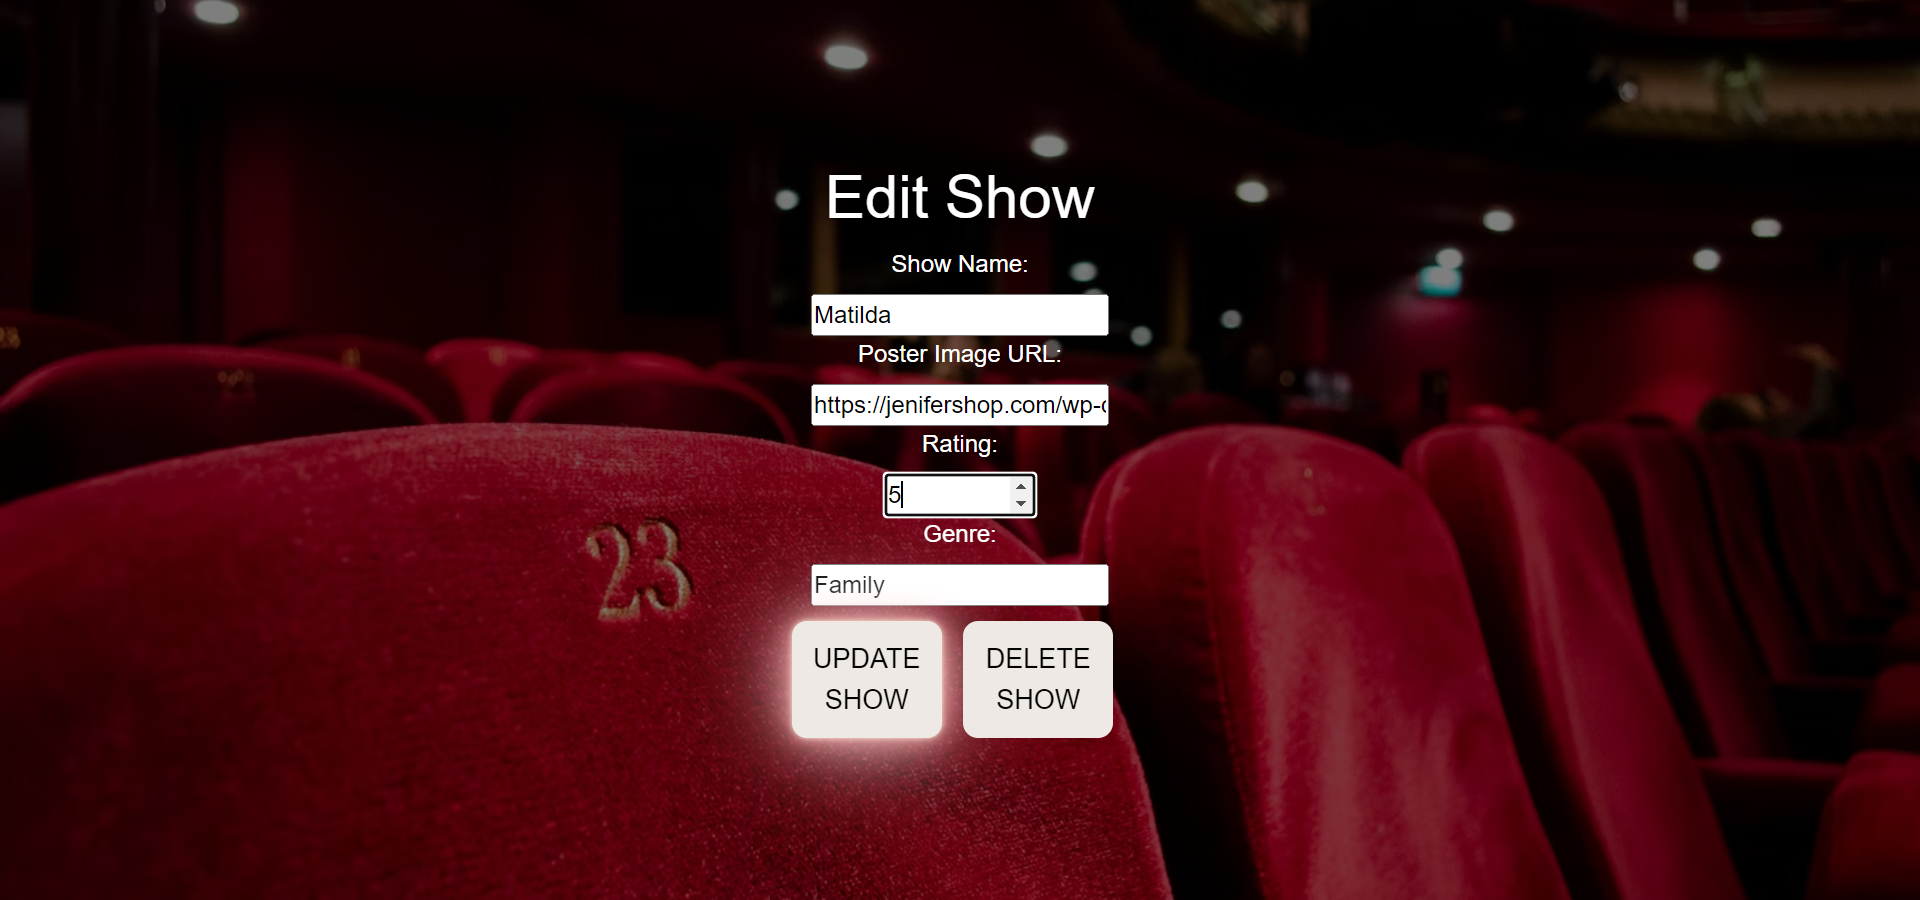 Edit Show
Show Name:
Matilda
Poster Image URL:
https://jenifershop.com/wp-c
Rating:
5
Genre:
Family
23
UPDATE
SHOW
DELETE
SHOW